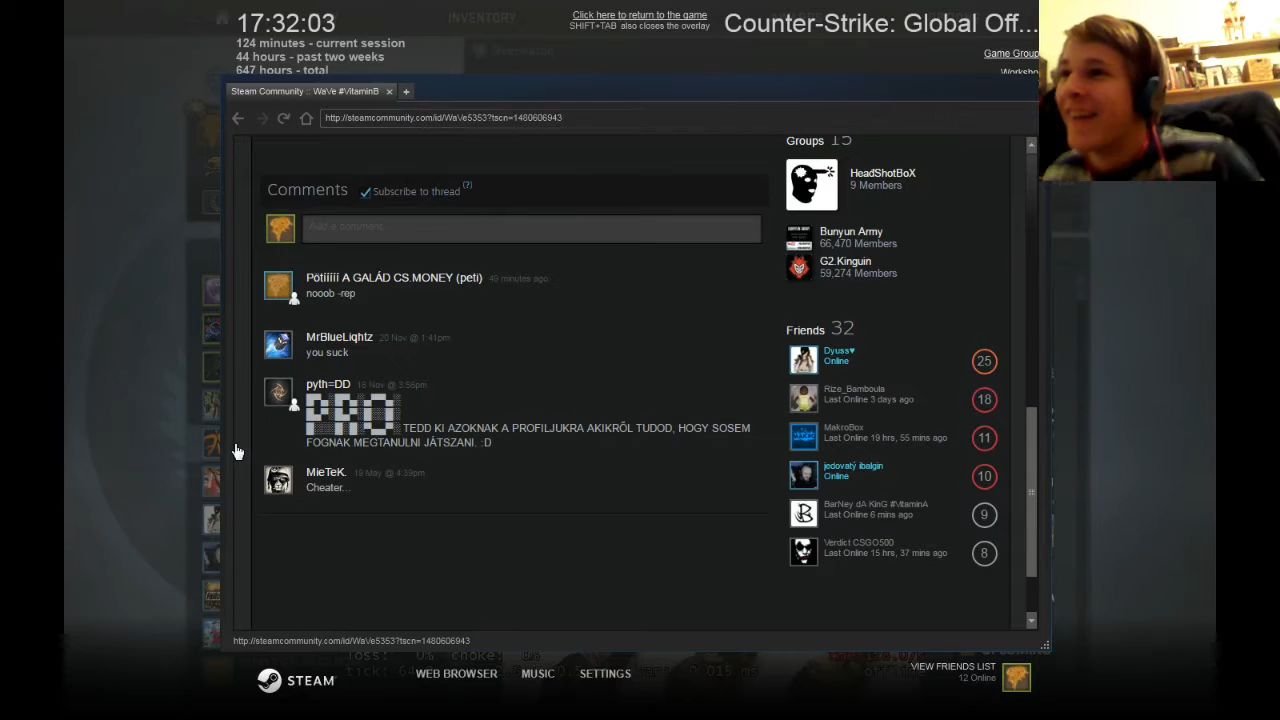 17:32:03
124 minutes - current session
44 hours - past two weeks
647 hours - total
INVENTORY
Click here to return to the game
SHIFT+TAB also closes the overlay
Counter-Strike: Global Off...
Overwatch
Game Group
Workshop
Steam Community :: WaVe #VitaminB
http://steamcommunity.com/id/WaVe5353?tscn=1480606943
Comments Subscribe to thread (?)
Add a comment
Pötíííííí A GALÁD CS.MONEY (peti) 49 minutes ago
nooob -rep
MrBlueLightz 20 Nov @ 1:41pm
you suck
pyth=DD 18 Nov @ 3:56pm
PRO TEDD KI AZOKNAK A PROFILJUKRA AKIKRŐL TUDOD, HOGY SOSEM
FOGNAK MEGTANULNI JÁTSZANI. :D
MieTeK. 19 May @ 4:39pm
Cheater...
Groups 15
HeadShotBoX
9 Members
Bunyun Army
66,470 Members
G2.Kinguin
59,274 Members
Friends 32
Dyuss♥
Online
25
Rize_Bamboula
Last Online 3 days ago
18
MakroBox
Last Online 19 hrs, 55 mins ago
11
jedovatý ibalgin
Online
10
BarNey dA KinG #VitaminA
Last Online 6 mins ago
9
Verdict CSGO500
Last Online 15 hrs, 37 mins ago
8
http://steamcommunity.com/id/WaVe5353?tscn=1480606943
STEAM
WEB BROWSER
MUSIC
SETTINGS
VIEW FRIENDS LIST
12 Online